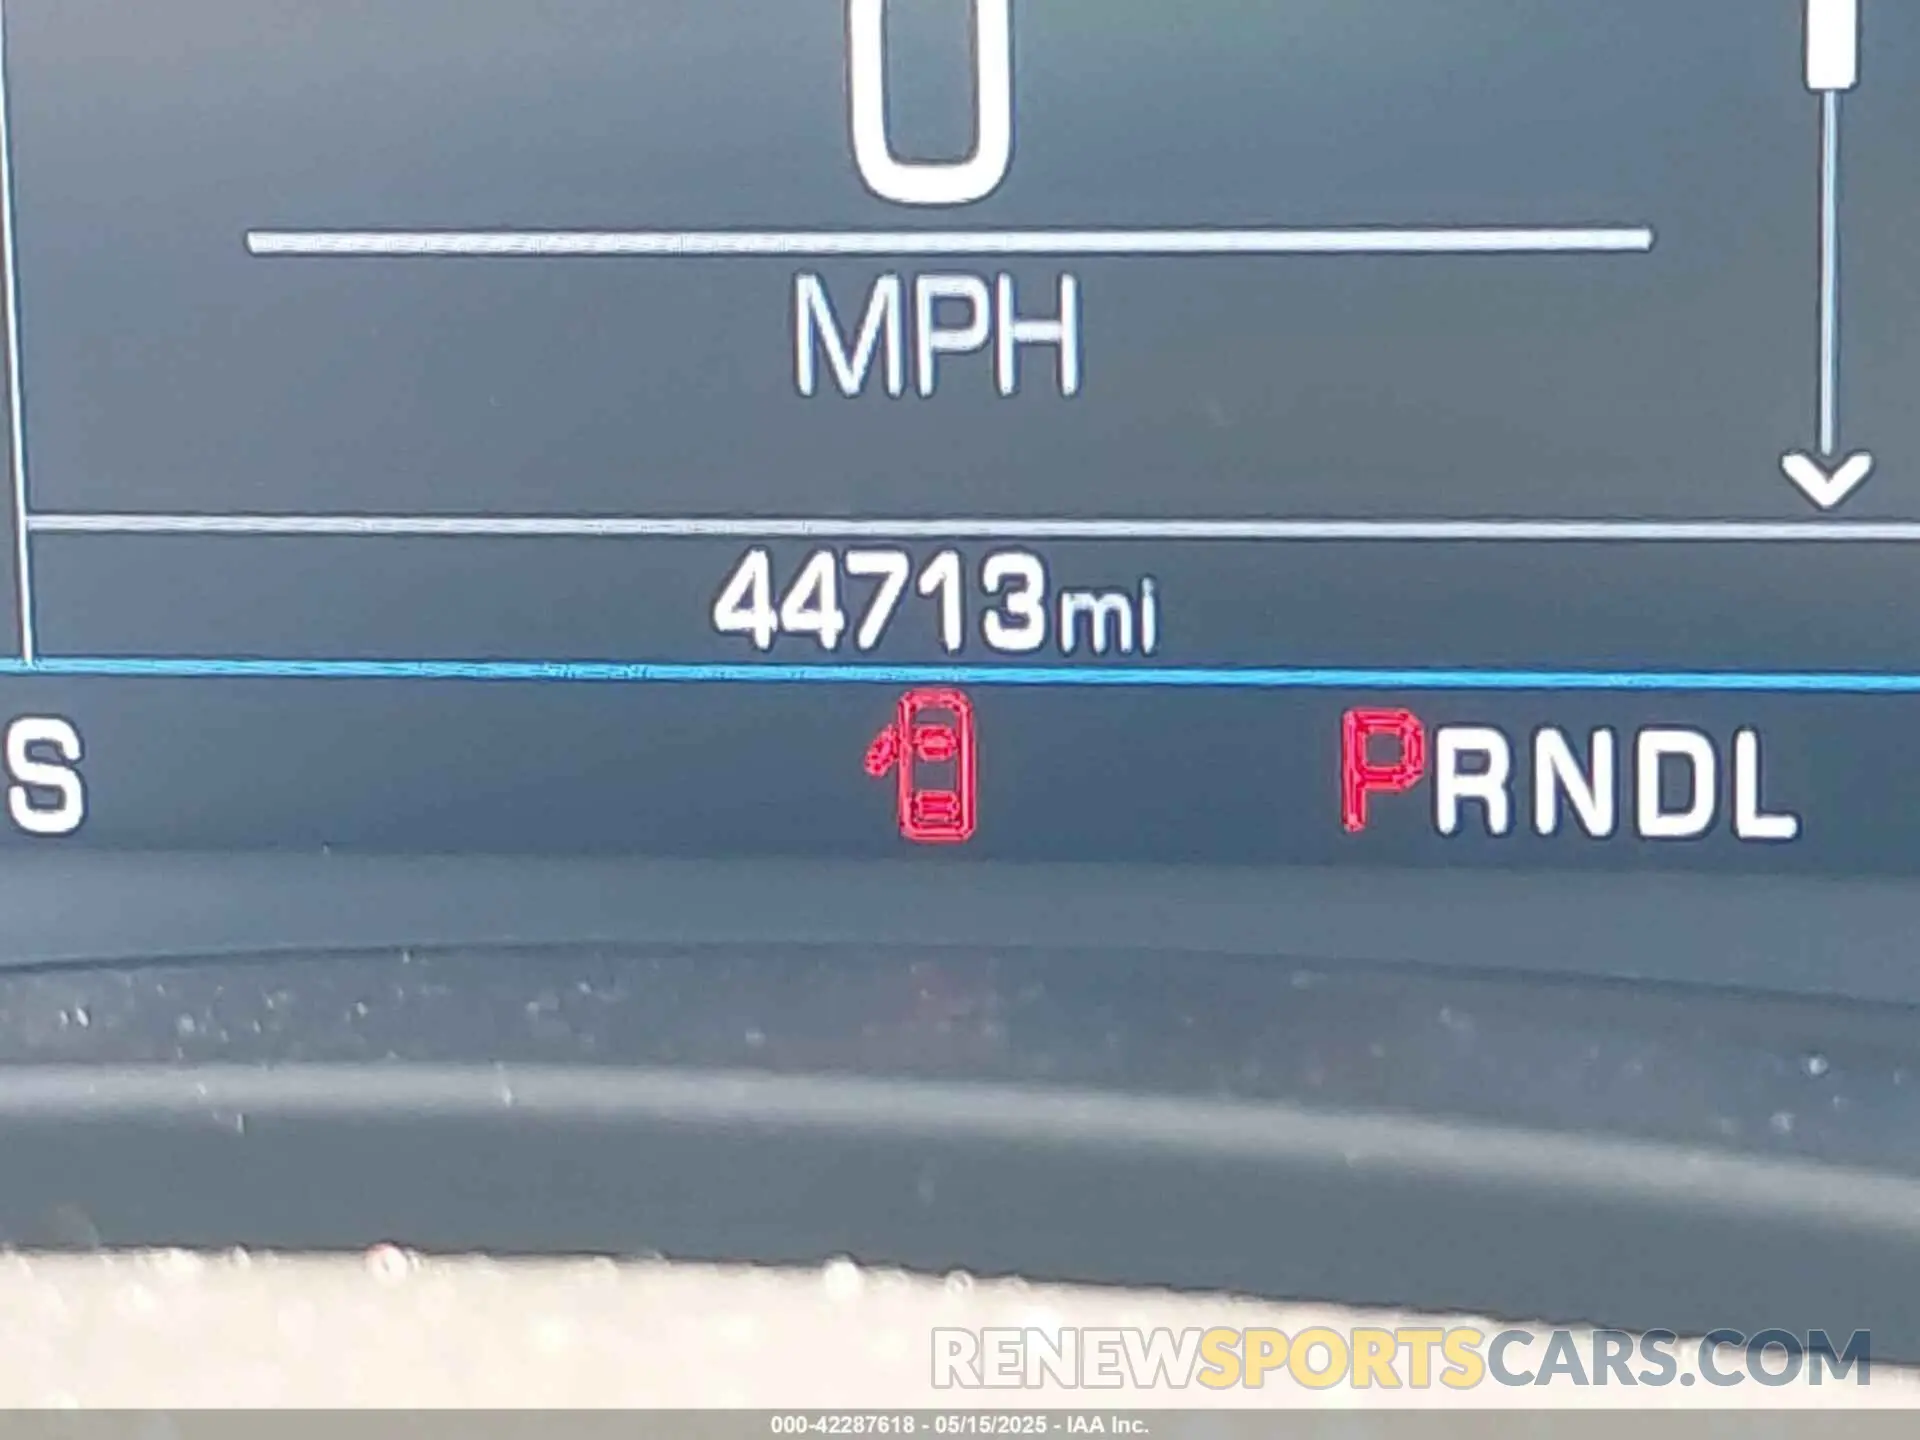 0
MPH
44713mi
S
PRNDL
RENEWSPORTSCARS.COM
000-42287618 - 05/15/2025 - IAA Inc.